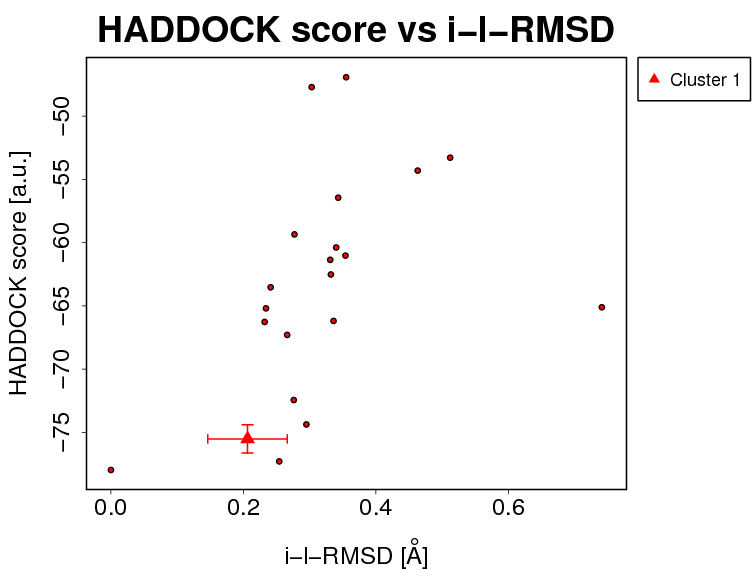 HADDOCK score vs i−l−RMSD
Cluster 1
HADDOCK score [a.u.]
−50
−55
−60
−65
−70
−75
0.0
0.2
0.4
0.6
i−l−RMSD [Å]